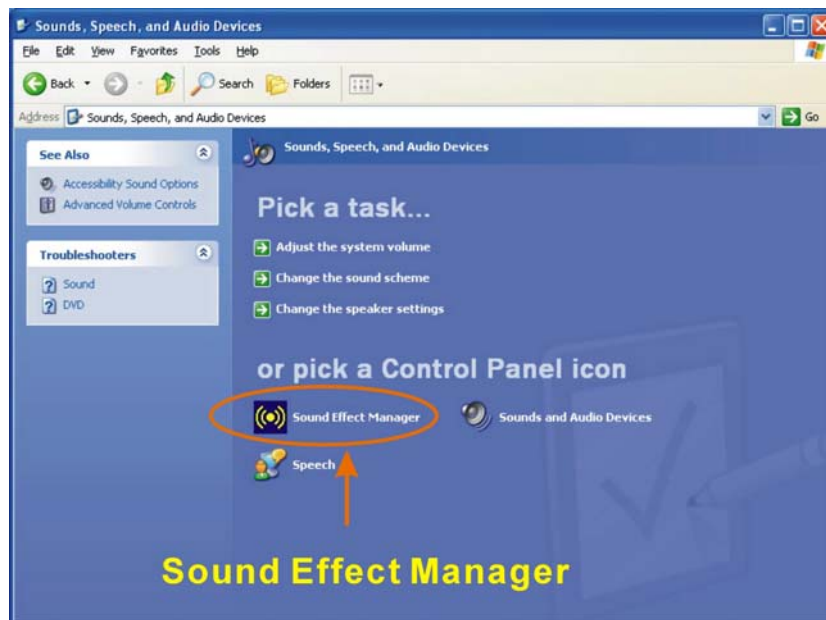 Sounds, Speech, and Audio Devices
File Edit View Favorites Tools Help
Back Search Folders
Address Sounds, Speech, and Audio Devices Go
See Also
Accessibility Sound Options
Advanced Volume Controls
Troubleshooters
Sound
DVD
Sounds, Speech, and Audio Devices
Pick a task...
Adjust the system volume
Change the sound scheme
Change the speaker settings
or pick a Control Panel icon
Sound Effect Manager Sounds and Audio Devices
Speech
Sound Effect Manager